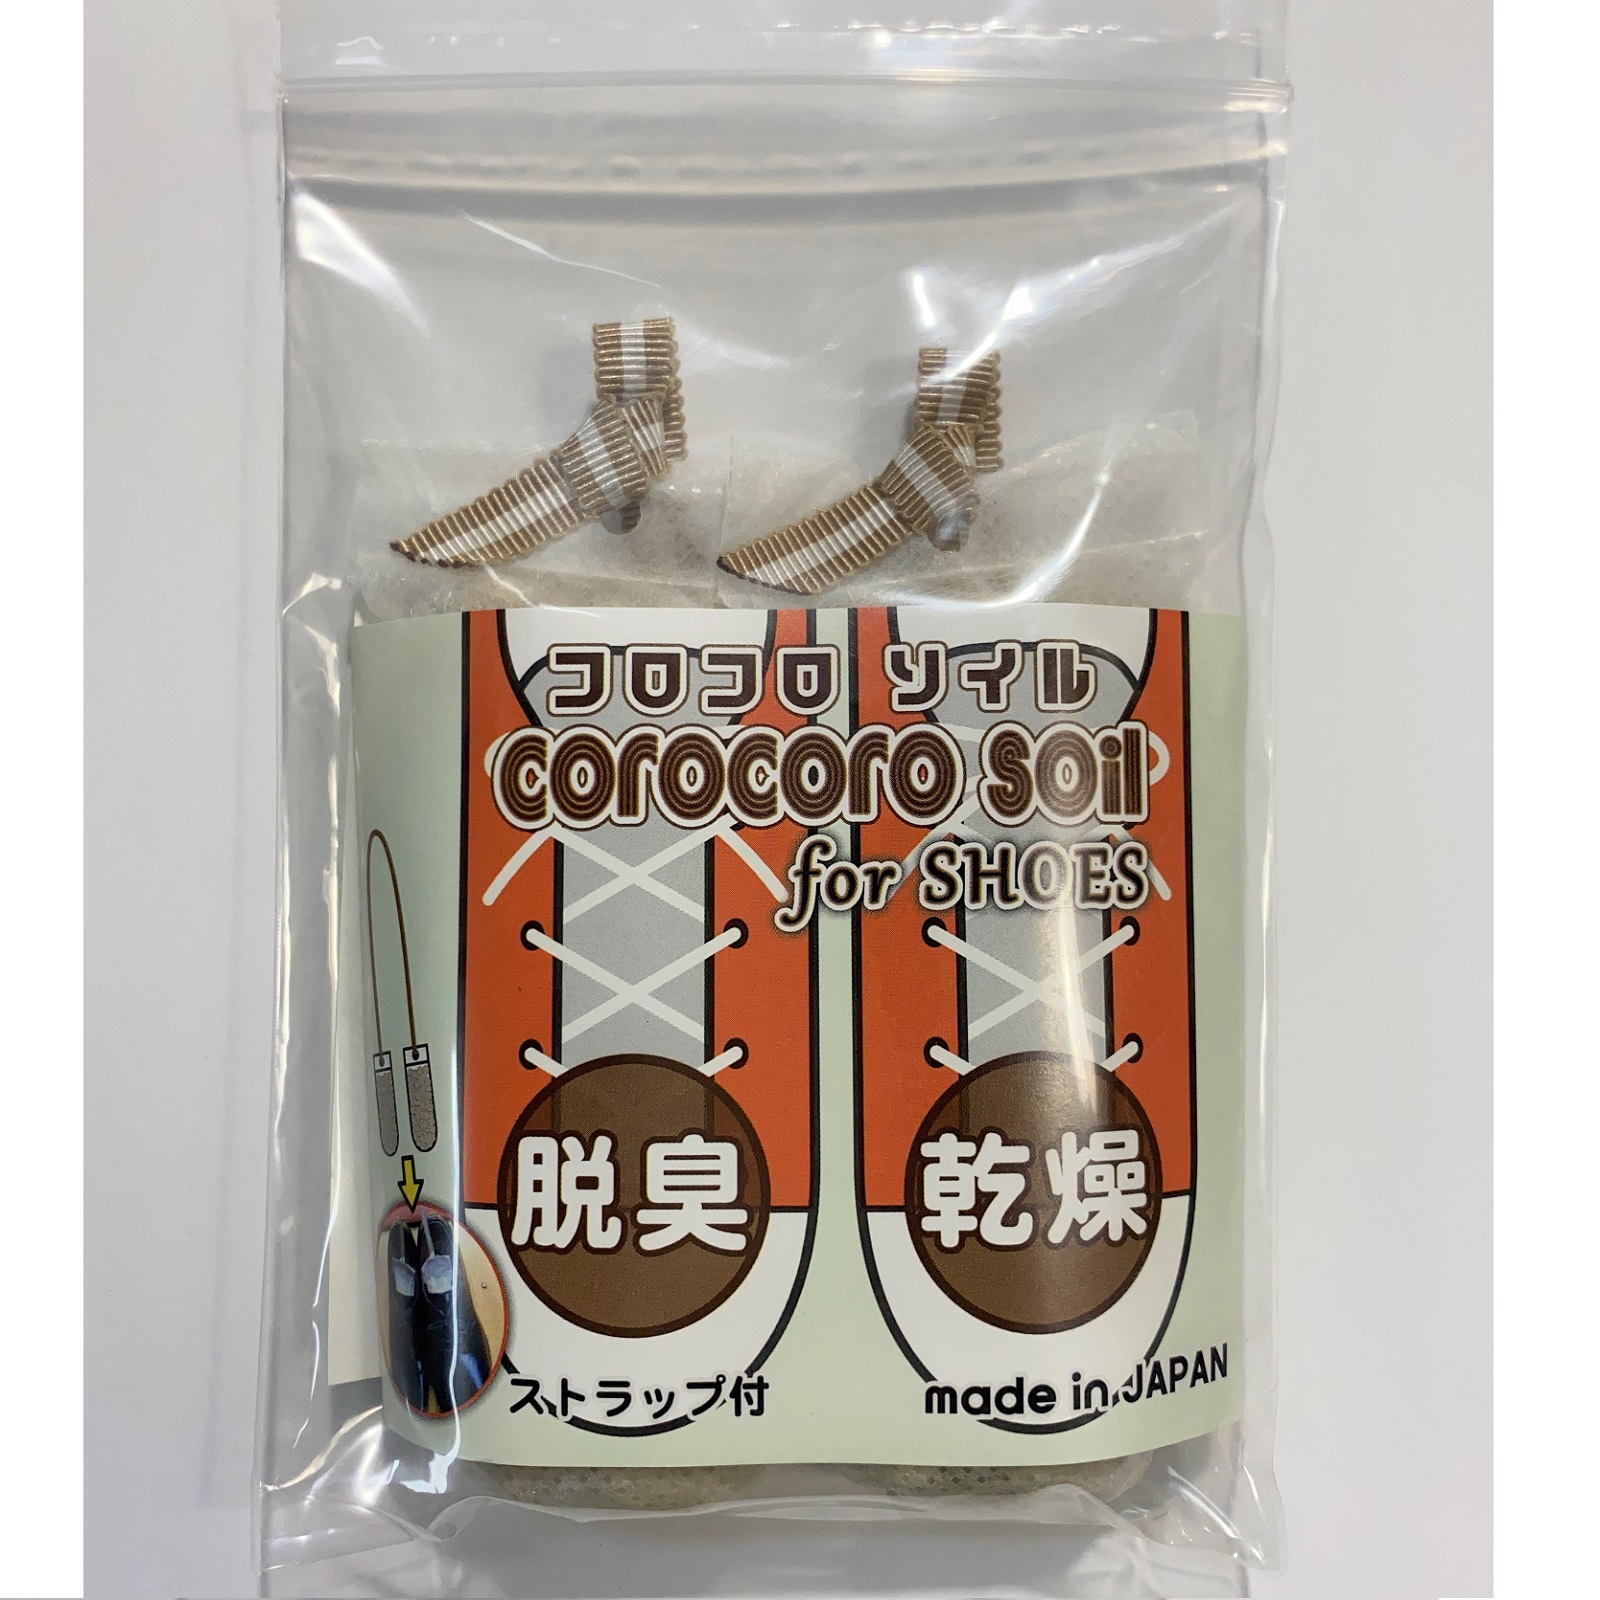 コロコロ ソイル
corocoro soil
for SHOES
脱臭 乾燥
ストラップ付 made in JAPAN